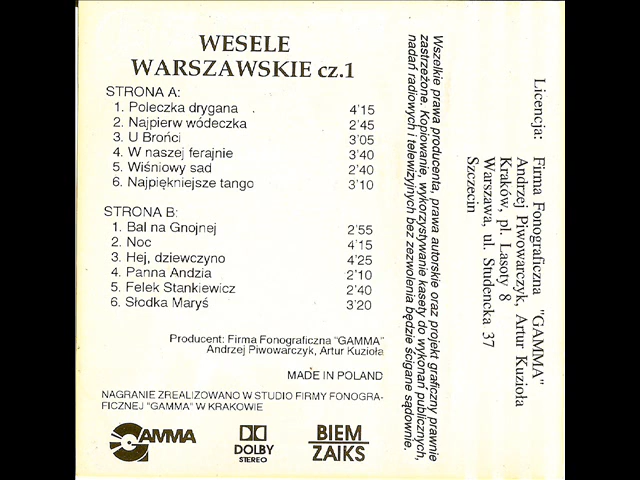 WESELE
WARSZAWSKIE cz.1
STRONA A:
1. Poleczka drygana 4'15
2. Najpierw wódeczka 2'45
3. U Brońci 3'05
4. W naszej ferajnie 3'40
5. Wiśniowy sad 2'40
6. Najpiękniejsze tango 3'10
STRONA B:
1. Bal na Gnojnej 2'55
2. Noc 4'15
3. Hej, dziewczyno 4'25
4. Panna Andzia 2'10
5. Felek Stankiewicz 2'40
6. Słodka Maryś 3'20
Producent: Firma Fonograficzna "GAMMA"
Andrzej Piwowarczyk, Artur Kuzioła
MADE IN POLAND
NAGRANIE ZREALIZOWANO W STUDIO FIRMY FONOGRA-
FICZNEJ "GAMMA" W KRAKOWIE
GAMMA
DOLBY
STEREO
BIEM
ZAIKS
Wszelkie prawa producenta, prawa autorskie oraz projekt graficzny prawnie
zastrzeżone. Kopiowanie, wykorzystywanie kasety do wykonań publicznych,
nadań radiowych i telewizyjnych bez zezwolenia będzie ścigane sądownie.
Licencja: Firma Fonograficzna "GAMMA"
Andrzej Piwowarczyk, Artur Kuzioła
Kraków, pl. Lasoty 8
Warszawa, ul. Studencka 37
Szczecin